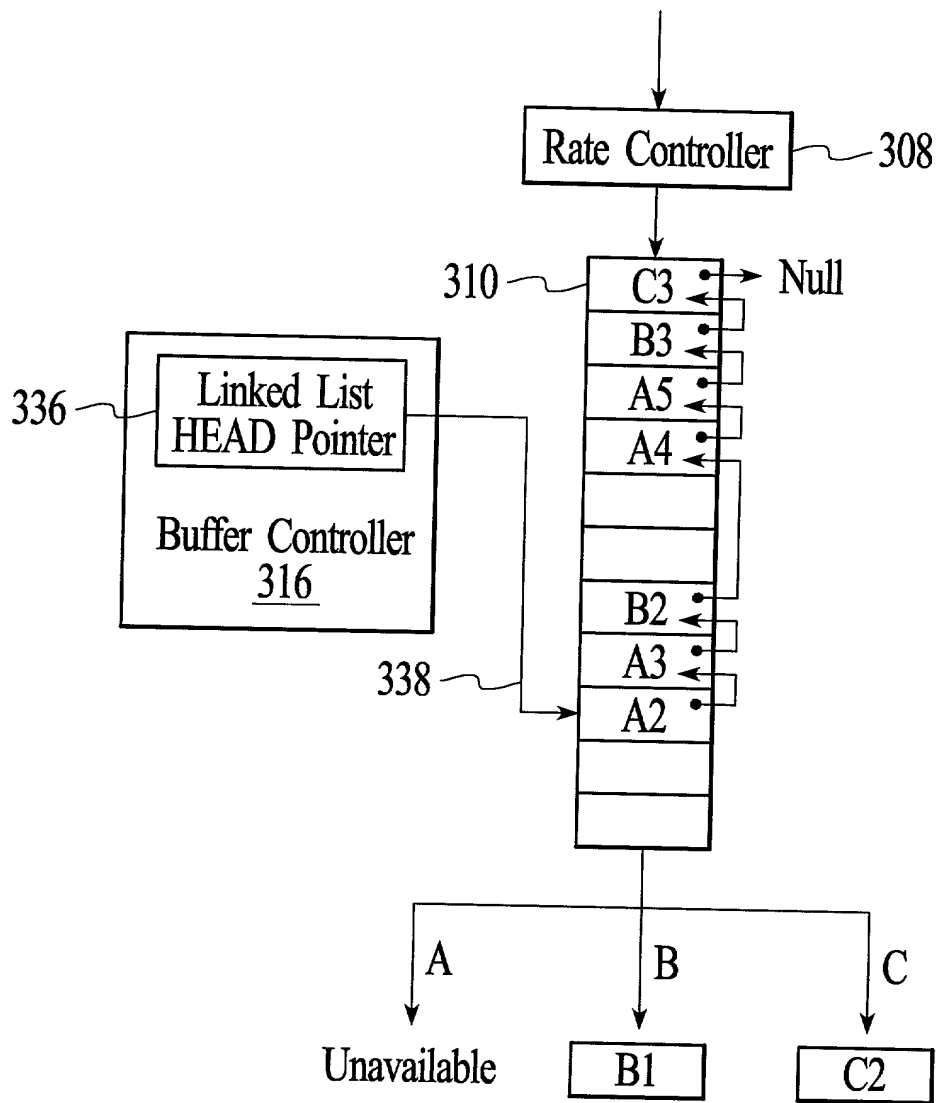 Rate Controller
308
310
C3
Null
B3
A5
A4
336
Linked List
HEAD Pointer
Buffer Controller
316
B2
A3
A2
338
A
B
C
Unavailable
B1
C2